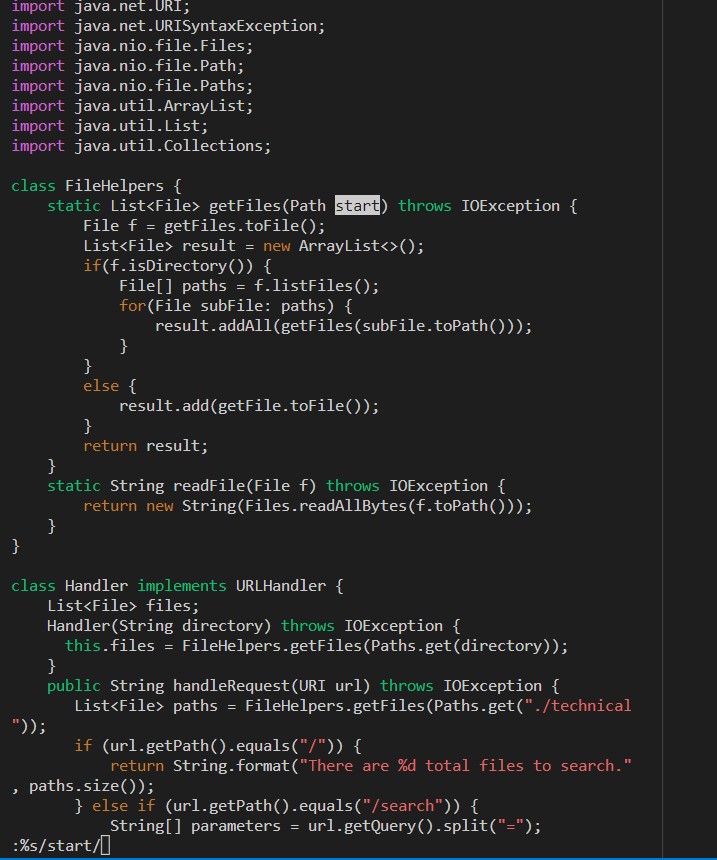 import java.net.URI;
import java.net.URISyntaxException;
import java.nio.file.Files;
import java.nio.file.Path;
import java.nio.file.Paths;
import java.util.ArrayList;
import java.util.List;
import java.util.Collections;

class FileHelpers {
    static List<File> getFiles(Path start) throws IOException {
        File f = getFiles.toFile();
        List<File> result = new ArrayList<>();
        if(f.isDirectory()) {
            File[] paths = f.listFiles();
            for(File subFile: paths) {
                result.addAll(getFiles(subFile.toPath()));
            }
        }
        else {
            result.add(getFile.toFile());
        }
        return result;
    }
    static String readFile(File f) throws IOException {
        return new String(Files.readAllBytes(f.toPath()));
    }
}

class Handler implements URLHandler {
    List<File> files;
    Handler(String directory) throws IOException {
      this.files = FileHelpers.getFiles(Paths.get(directory));
    }
    public String handleRequest(URI url) throws IOException {
       List<File> paths = FileHelpers.getFiles(Paths.get("./technical
"));
       if (url.getPath().equals("/")) {
           return String.format("There are %d total files to search."
, paths.size());
       } else if (url.getPath().equals("/search")) {
           String[] parameters = url.getQuery().split("=");
:%s/start/